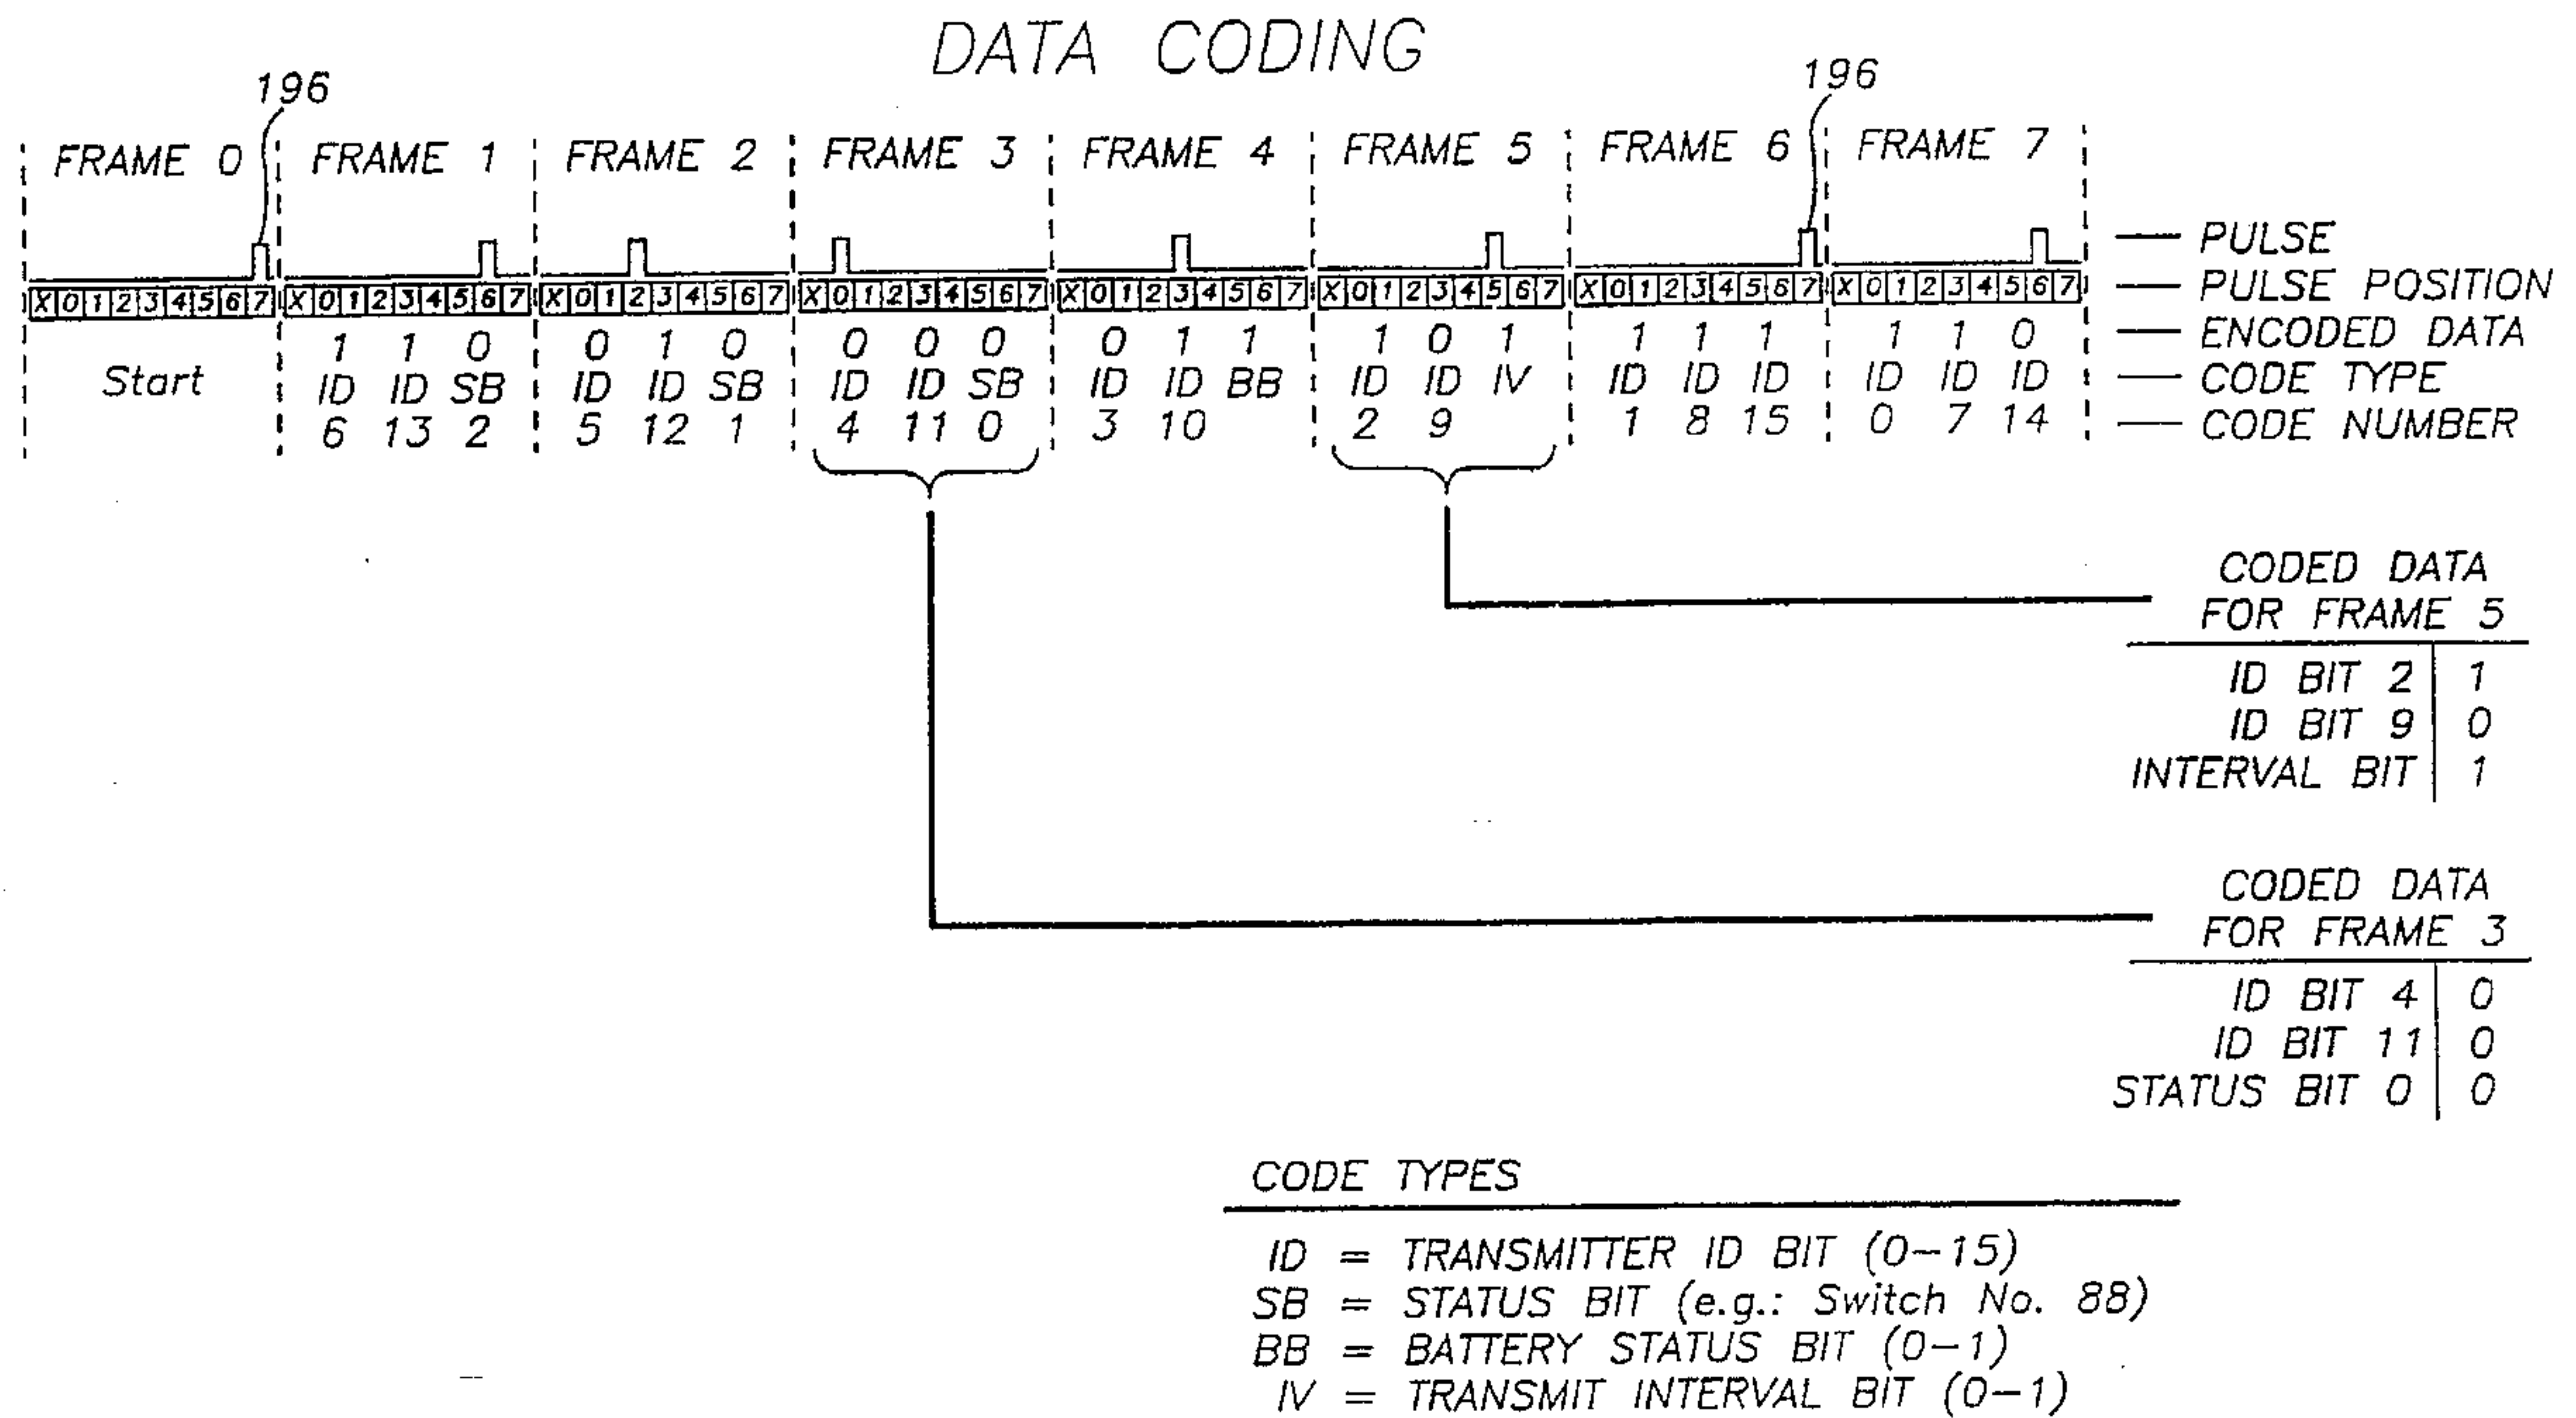 DATA CODING
196 196
FRAME 0 FRAME 1 FRAME 2 FRAME 3 FRAME 4 FRAME 5 FRAME 6 FRAME 7
PULSE
X 0 1 2 3 4 5 6 7 X 0 1 2 3 4 5 6 7 X 0 1 2 3 4 5 6 7 X 0 1 2 3 4 5 6 7 X 0 1 2 3 4 5 6 7 X 0 1 2 3 4 5 6 7 X 0 1 2 3 4 5 6 7 X 0 1 2 3 4 5 6 7 PULSE POSITION
1 1 0 0 1 0 0 0 0 0 1 1 1 0 1 1 1 1 1 1 0 ENCODED DATA
Start ID ID SB ID ID SB ID ID SB ID ID BB ID ID IV ID ID ID ID ID ID CODE TYPE
6 13 2 5 12 1 4 11 0 3 10 2 9 1 8 15 0 7 14 CODE NUMBER
CODED DATA
FOR FRAME 5
ID BIT 2 1
ID BIT 9 0
INTERVAL BIT 1
CODED DATA
FOR FRAME 3
ID BIT 4 0
ID BIT 11 0
STATUS BIT 0 0
CODE TYPES
ID = TRANSMITTER ID BIT (0-15)
SB = STATUS BIT (e.g.: Switch No. 88)
BB = BATTERY STATUS BIT (0-1)
IV = TRANSMIT INTERVAL BIT (0-1)